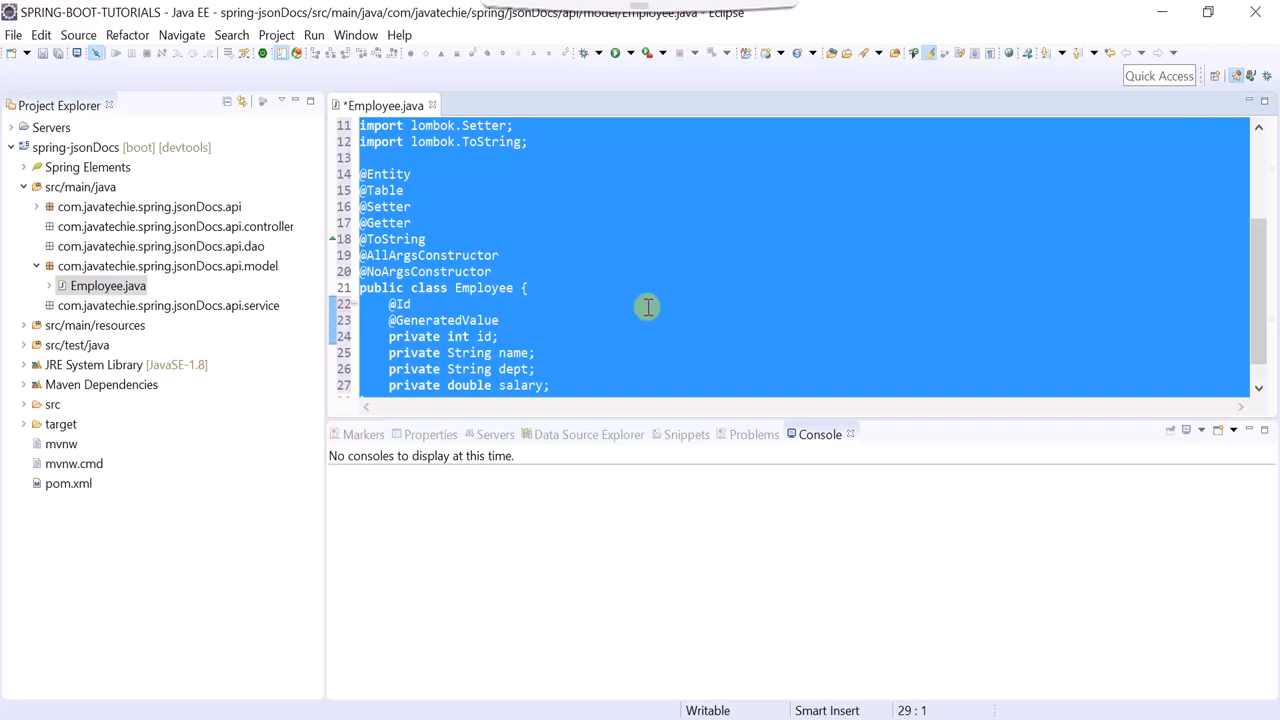 SPRING-BOOT-TUTORIALS - Java EE - spring-jsonDocs/src/main/java/com/javatechie/spring/jsonDocs/api/model/Employee.java - Eclipse
File Edit Source Refactor Navigate Search Project Run Window Help
Quick Access
Project Explorer
Servers
spring-jsonDocs [boot] [devtools]
Spring Elements
src/main/java
com.javatechie.spring.jsonDocs.api
com.javatechie.spring.jsonDocs.api.controller
com.javatechie.spring.jsonDocs.api.dao
com.javatechie.spring.jsonDocs.api.model
Employee.java
com.javatechie.spring.jsonDocs.api.service
src/main/resources
src/test/java
JRE System Library [JavaSE-1.8]
Maven Dependencies
src
target
mvnw
mvnw.cmd
pom.xml
*Employee.java
11 import lombok.Setter;
12 import lombok.ToString;
13
14 @Entity
15 @Table
16 @Setter
17 @Getter
18 @ToString
19 @AllArgsConstructor
20 @NoArgsConstructor
21 public class Employee {
22 @Id
23 @GeneratedValue
24 private int id;
25 private String name;
26 private String dept;
27 private double salary;
Markers Properties Servers Data Source Explorer Snippets Problems Console
No consoles to display at this time.
Writable Smart Insert 29 : 1